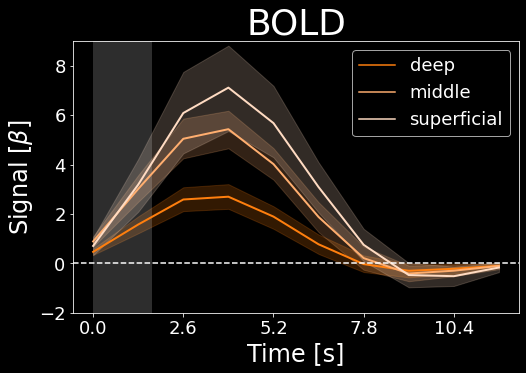 BOLD
Signal [β]
8
6
4
2
0
−2
deep
middle
superficial
0.0 2.6 5.2 7.8 10.4
Time [s]